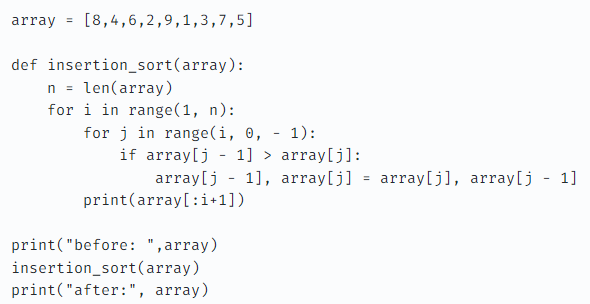 array = [8,4,6,2,9,1,3,7,5]
def insertion_sort(array):
    n = len(array)
    for i in range(1, n):
        for j in range(i, 0, - 1):
            if array[j - 1] > array[j]:
                array[j - 1], array[j] = array[j], array[j - 1]
        print(array[:i+1])
print("before: ",array)
insertion_sort(array)
print("after:", array)